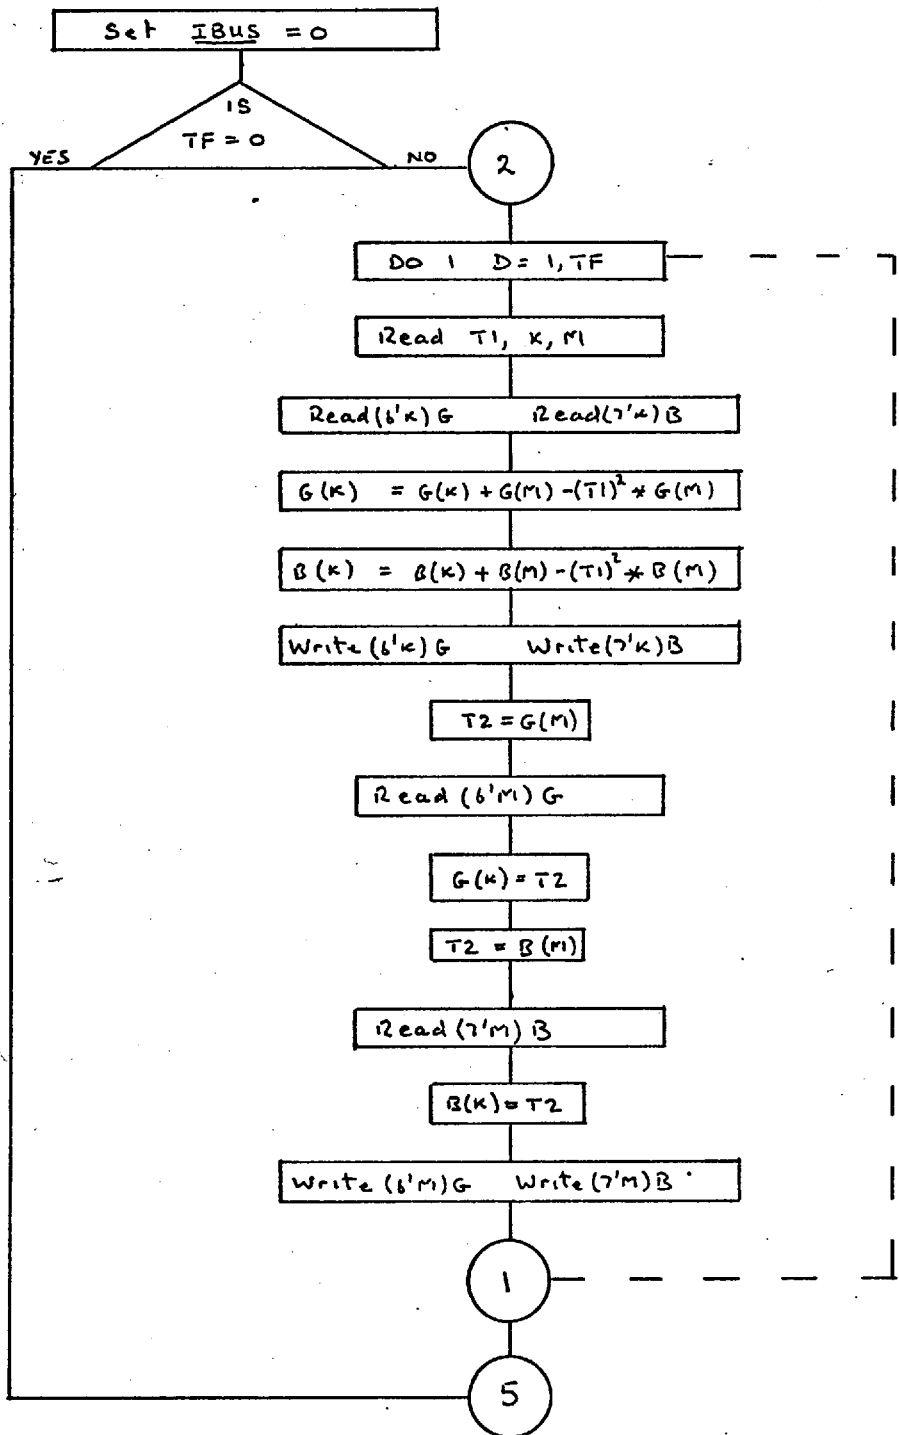 Set IBUS = 0
IS
TF = 0
YES
NO
2
DO 1 D = 1, TF
Read T1, K, M
Read(6'K)G Read(7'K)B
G(K) = G(K) + G(M) - (T1)² * G(M)
B(K) = B(K) + B(M) - (T1)² * B(M)
Write(6'K)G Write(7'K)B
T2 = G(M)
Read (6'M) G
G(K) = T2
T2 = B(M)
Read (7'M) B
B(K) = T2
Write (6'M)G Write(7'M)B
1
5